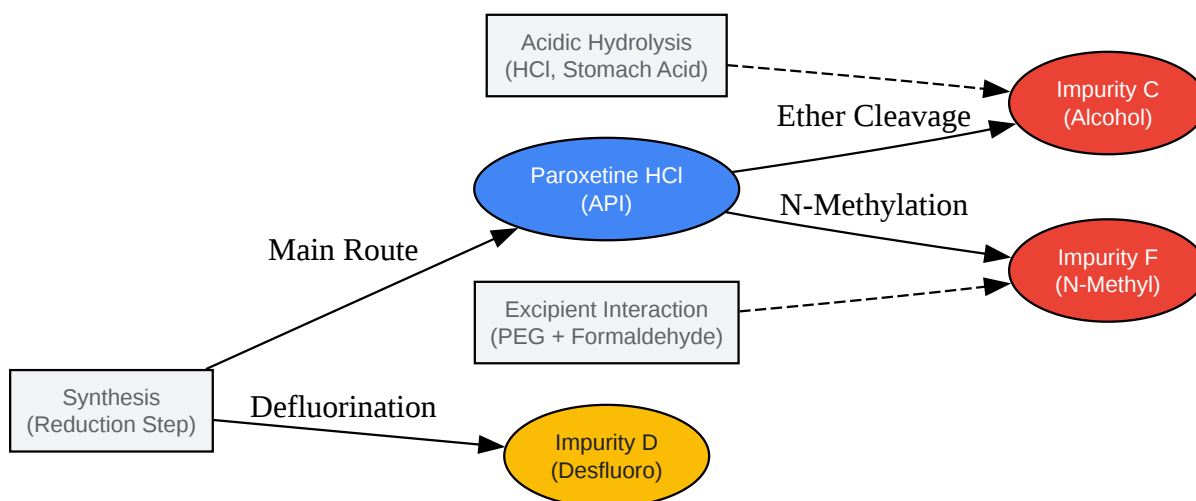 Acidic Hydrolysis
(HCl, Stomach Acid)
Impurity C
(Alcohol)
Ether Cleavage
Paroxetine HCl
(API)
N-Methylation
Impurity F
(N-Methyl)
Main Route
Excipient Interaction
(PEG + Formaldehyde)
Synthesis
(Reduction Step)
Defluorination
Impurity D
(Desfluoro)